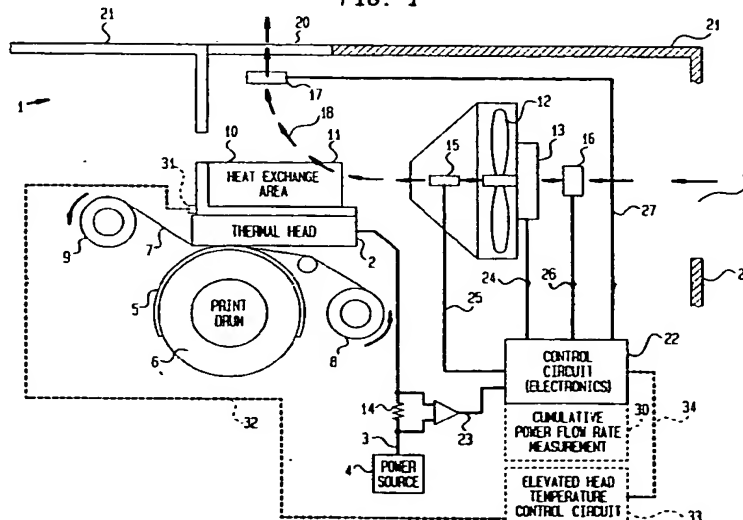 FIG. 1
21
20
21
1
17
12
13
18
15
16
10
11
31
HEAT EXCHANGE
AREA
27
THERMAL HEAD
9
7
2
24
26
2
5
25
PRINT
DRUM
22
6
8
CONTROL
CIRCUIT
(ELECTRONICS)
14
30
34
32
23
CUMULATIVE
POWER FLOW RATE
MEASUREMENT
3
4
POWER
SOURCE
ELEVATED HEAD
TEMPERATURE
CONTROL CIRCUIT
33